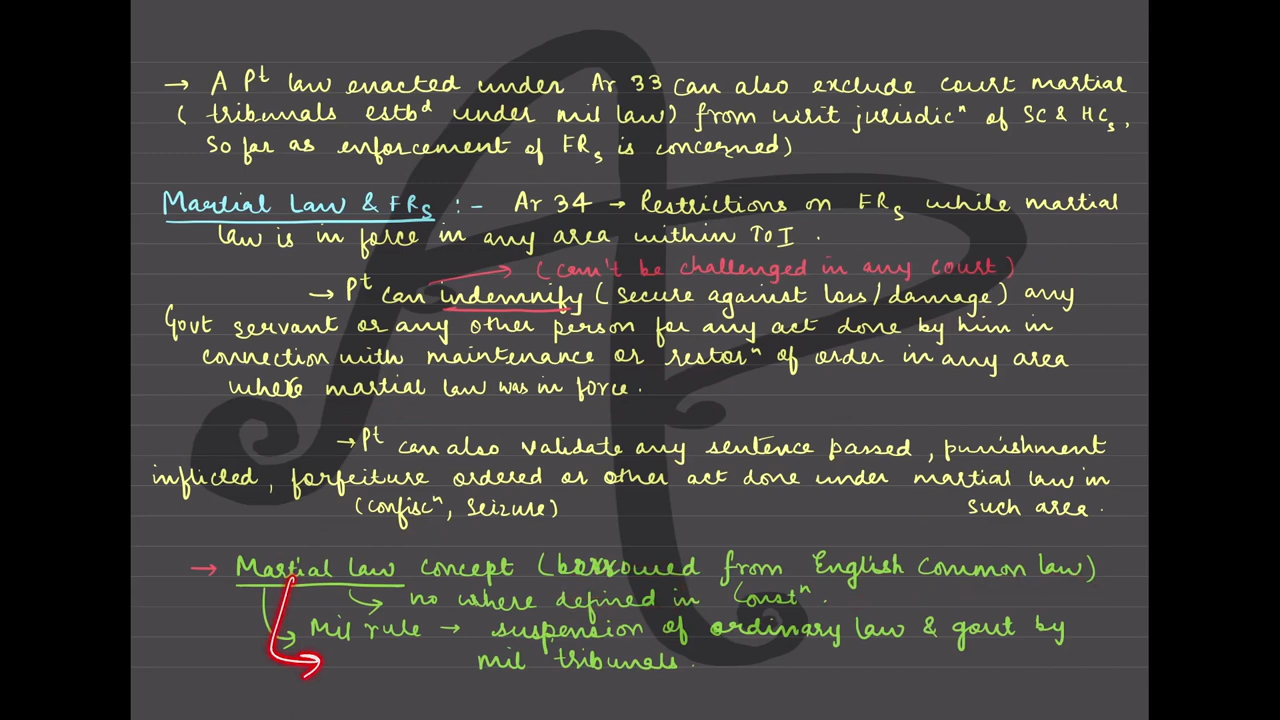 → A Pt law enacted under Ar 33 can also exclude court martial
( tribunals estbd under mil law) from writ jurisdicn of SC & HCs,
so far as enforcement of FRs is concerned)
Martial Law & FRs :- Ar 34 → Restrictions on FRs while martial
law is in force in any area within ToI .
(can't be challenged in any court)
→ Pt can indemnify (secure against loss/damage) any
Govt servant or any other person for any act done by him in
connection with maintenance or restorn of order in any area
where martial law was in force .
→ Pt can also validate any sentence passed , punishment
inflicted , forfeiture ordered or other act done under martial law in
(confiscn, seizure) such area .
→ Martial law concept (borrowed from English Common law)
→ no where defined in Constn .
→ Mil rule → suspension of ordinary law & govt by
mil tribunals .